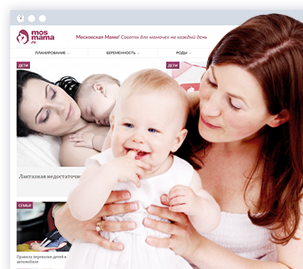 mos
mama
.ru
Московская Мама! Советы для мамочек на каждый день
ПЛАНИРОВАНИЕ
БЕРЕМЕННОСТЬ
РОДЫ
ДЕТИ
ДЕТИ
Лактазная недостаточн
СЕМЬЯ
Правила перевозки детей в
автомобиле